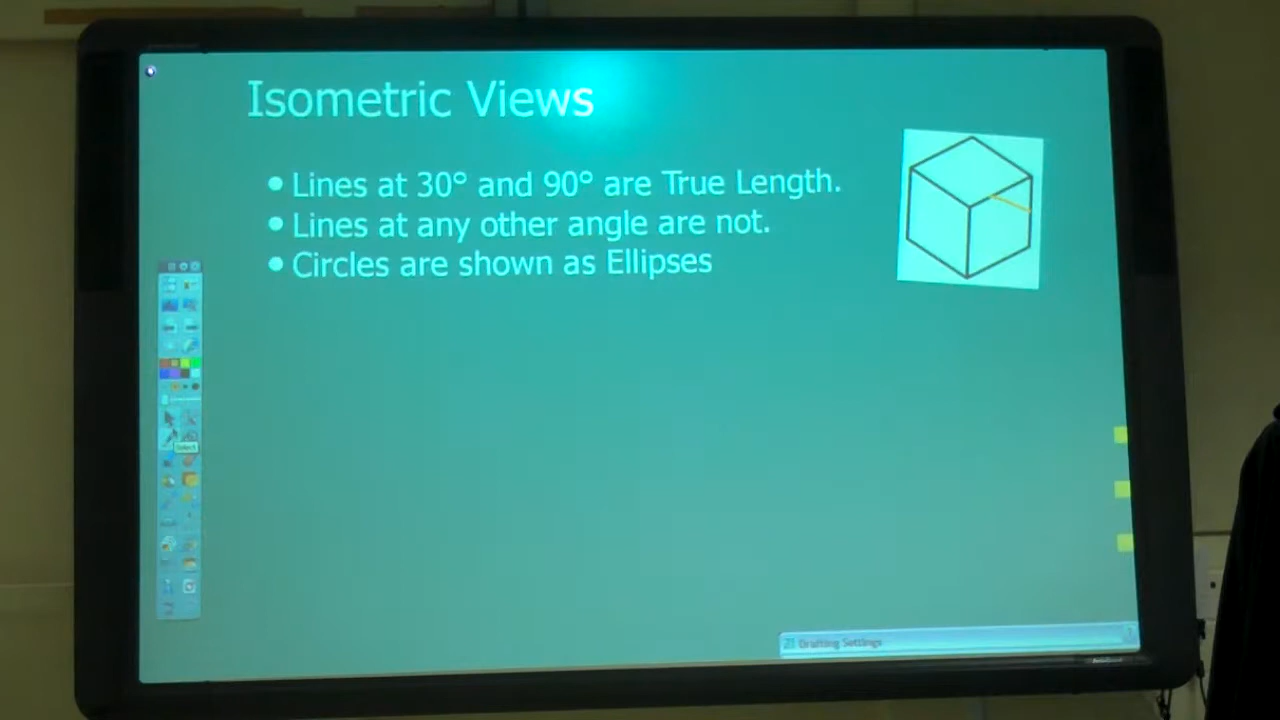 Isometric Views
• Lines at 30° and 90° are True Length.
• Lines at any other angle are not.
• Circles are shown as Ellipses
Select
Drafting Settings